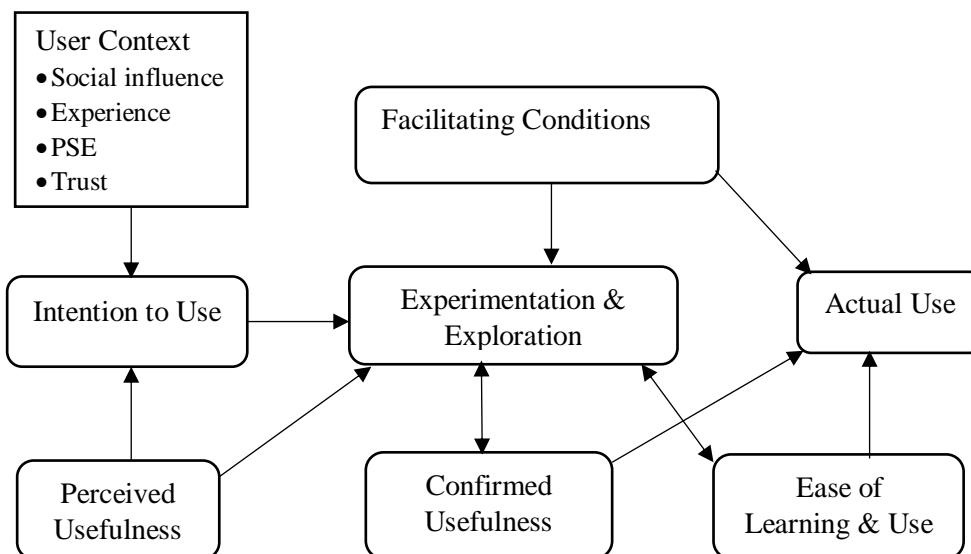 User Context
•Social influence
•Experience
•PSE
•Trust
Facilitating Conditions
Intention to Use
Experimentation &
Exploration
Actual Use
Perceived
Usefulness
Confirmed
Usefulness
Ease of
Learning & Use